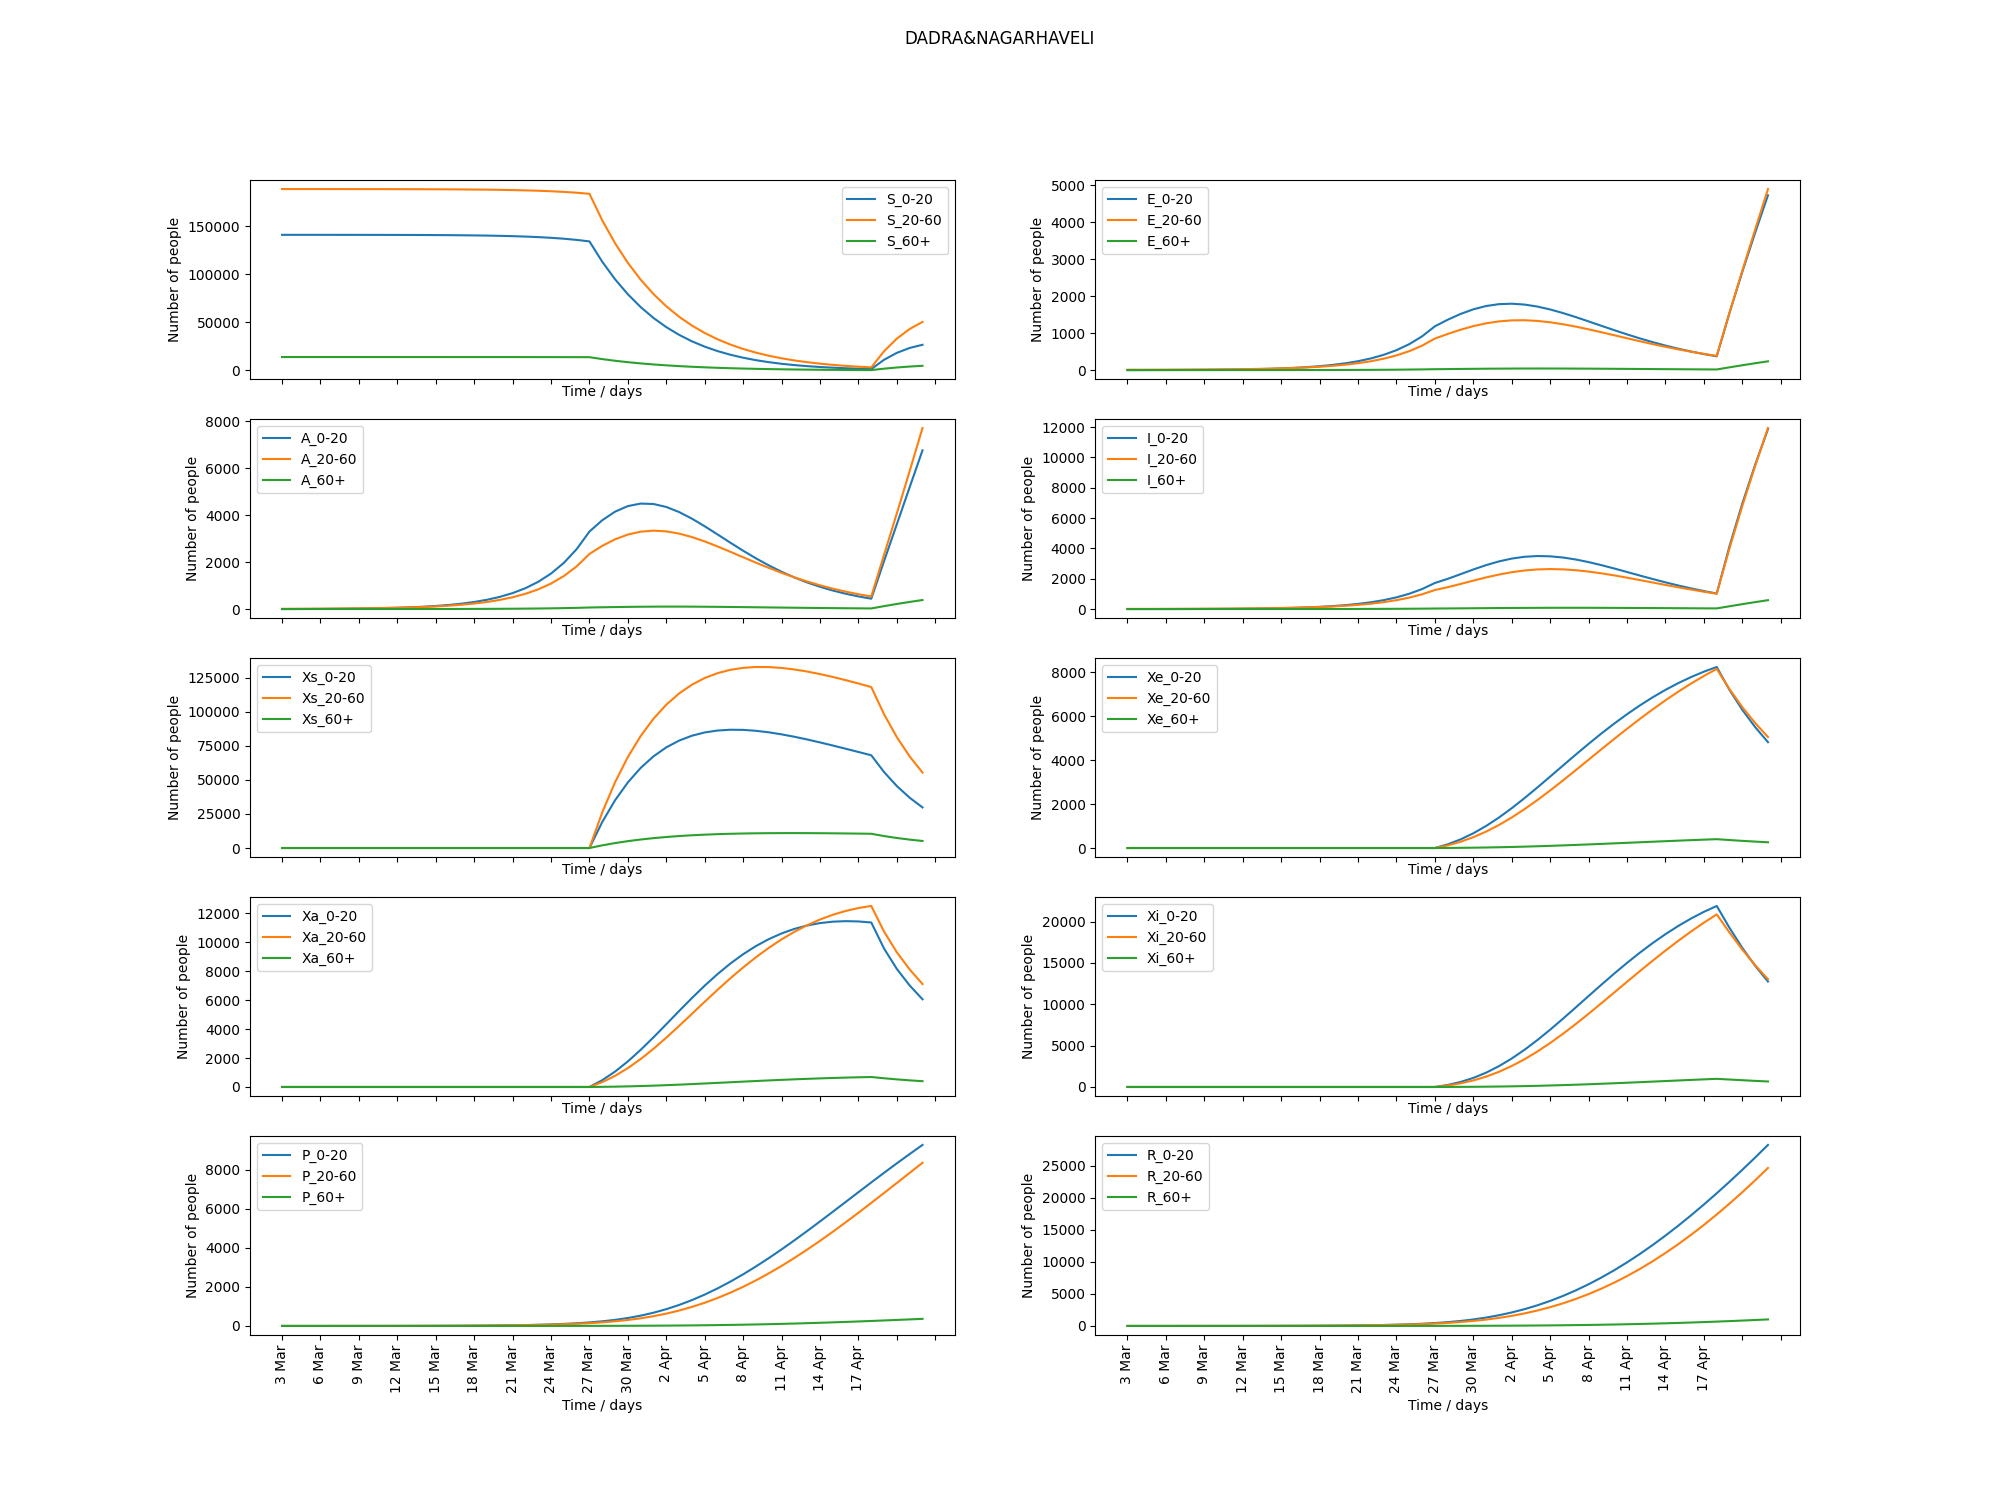 DADRA&NAGARHAVELI
Number of people
150000
100000
50000
0
S_0-20
S_20-60
S_60+
Time / days
Number of people
5000
4000
3000
2000
1000
0
E_0-20
E_20-60
E_60+
Time / days
Number of people
8000
6000
4000
2000
0
A_0-20
A_20-60
A_60+
Time / days
Number of people
12000
10000
8000
6000
4000
2000
0
I_0-20
I_20-60
I_60+
Time / days
Number of people
125000
100000
75000
50000
25000
0
Xs_0-20
Xs_20-60
Xs_60+
Time / days
Number of people
8000
6000
4000
2000
0
Xe_0-20
Xe_20-60
Xe_60+
Time / days
Number of people
12000
10000
8000
6000
4000
2000
0
Xa_0-20
Xa_20-60
Xa_60+
Time / days
Number of people
20000
15000
10000
5000
0
Xi_0-20
Xi_20-60
Xi_60+
Time / days
Number of people
8000
6000
4000
2000
0
P_0-20
P_20-60
P_60+
3 Mar
6 Mar
9 Mar
12 Mar
15 Mar
18 Mar
21 Mar
24 Mar
27 Mar
30 Mar
2 Apr
5 Apr
8 Apr
11 Apr
14 Apr
17 Apr
Time / days
Number of people
25000
20000
15000
10000
5000
0
R_0-20
R_20-60
R_60+
3 Mar
6 Mar
9 Mar
12 Mar
15 Mar
18 Mar
21 Mar
24 Mar
27 Mar
30 Mar
2 Apr
5 Apr
8 Apr
11 Apr
14 Apr
17 Apr
Time / days